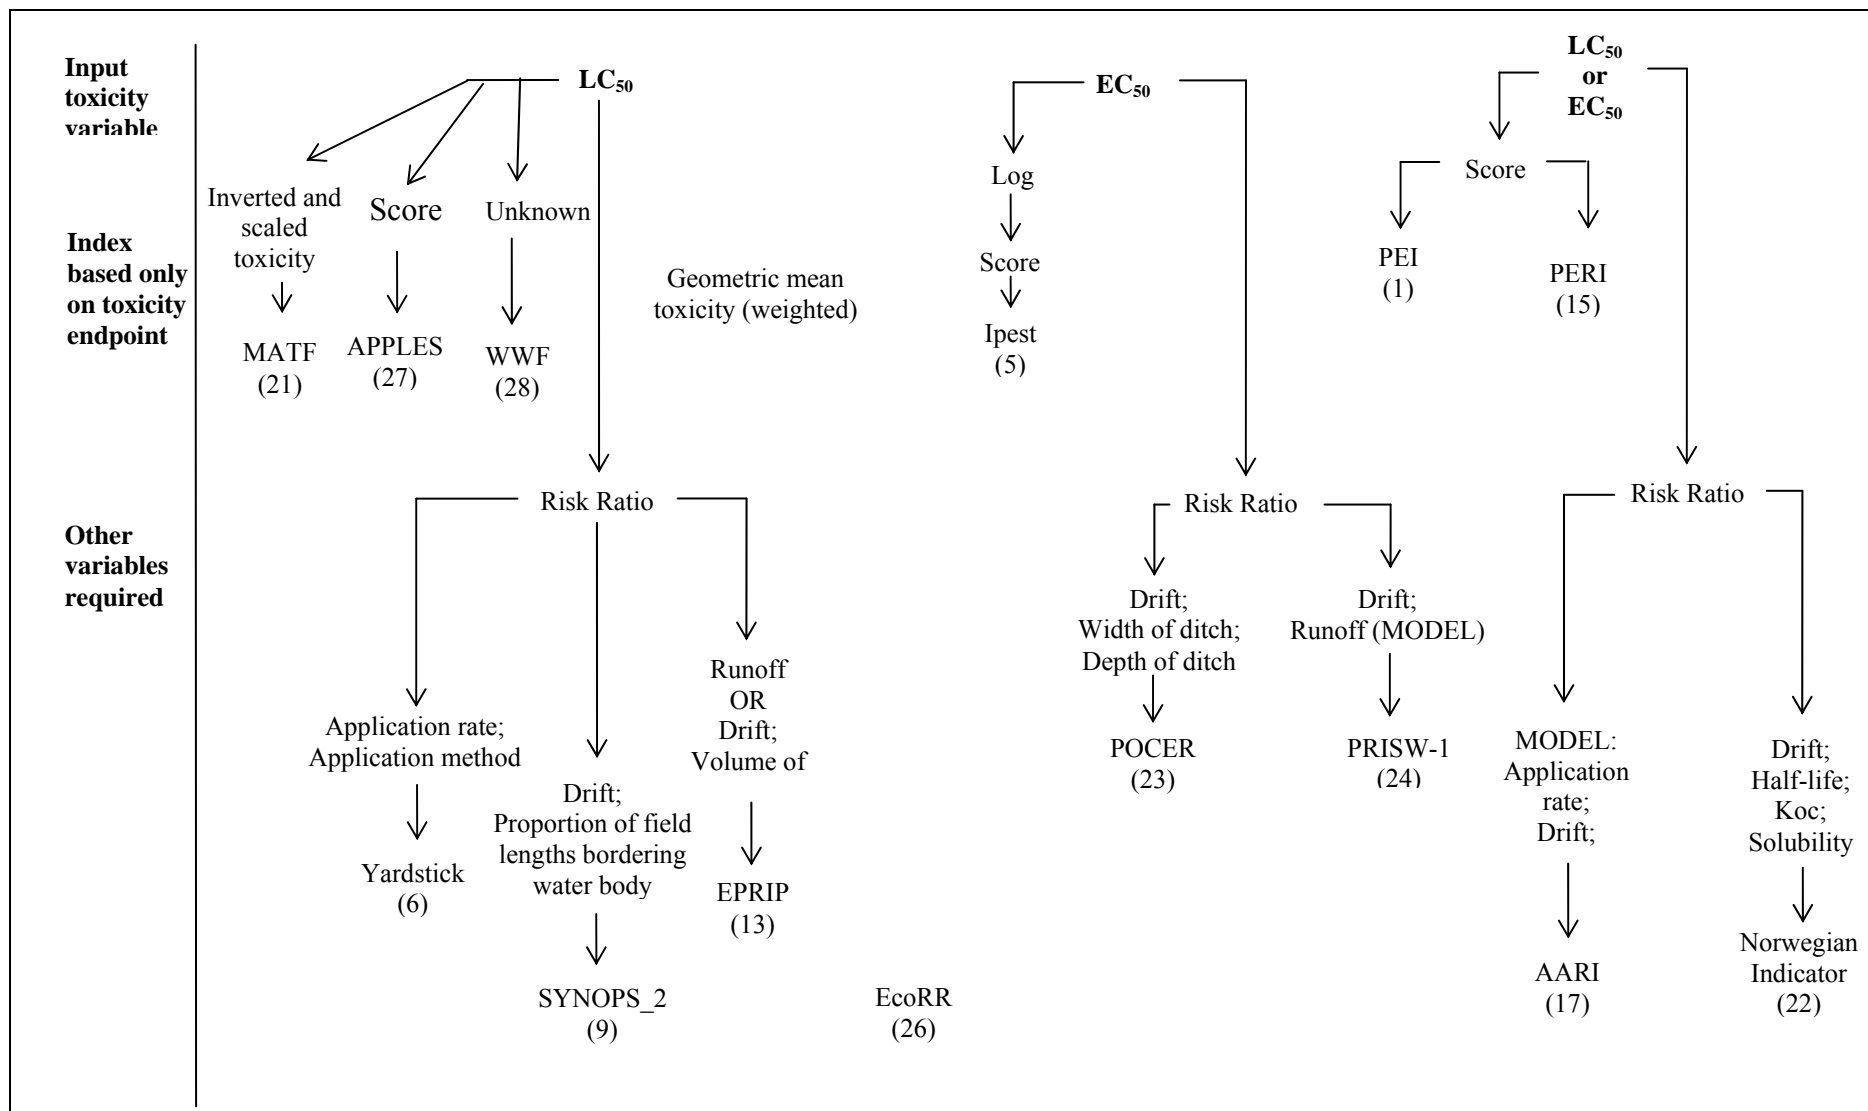 Input
toxicity
variable
Index
based only
on toxicity
endpoint
Other
variables
required
LC₅₀
Inverted and
scaled
toxicity
MATF
(21)
Score
APPLES
(27)
Unknown
WWF
(28)
Geometric mean
toxicity (weighted)
Risk Ratio
Application rate;
Application method
Yardstick
(6)
Drift;
Proportion of field
lengths bordering
water body
SYNOPS_2
(9)
Runoff
OR
Drift;
Volume of
EPRIP
(13)
EcoRR
(26)
EC₅₀
Log
Score
Ipest
(5)
Risk Ratio
Drift;
Width of ditch;
Depth of ditch
POCER
(23)
Drift;
Runoff (MODEL)
PRISW-1
(24)
LC₅₀
or
EC₅₀
Score
PEI
(1)
PERI
(15)
Risk Ratio
MODEL:
Application
rate;
Drift;
AARI
(17)
Drift;
Half-life;
Koc;
Solubility
Norwegian
Indicator
(22)